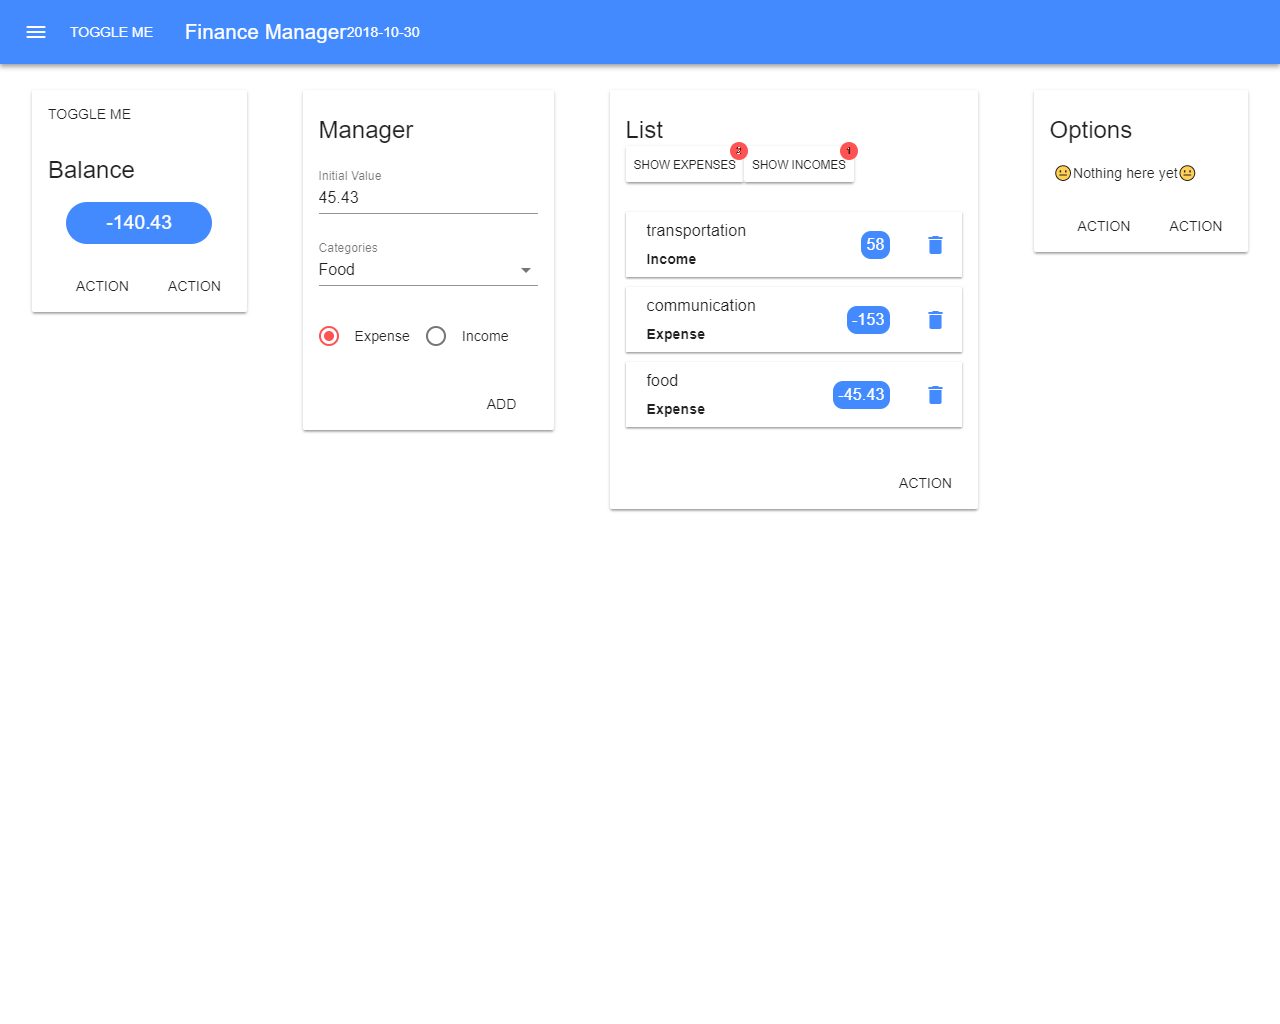 TOGGLE ME
Finance Manager2018-10-30
TOGGLE ME
Balance
-140.43
ACTION ACTION
Manager
Initial Value
45.43
Categories
Food
Expense Income
ADD
List
SHOW EXPENSES SHOW INCOMES
transportation
Income
58
communication
Expense
-153
food
Expense
-45.43
ACTION
Options
😐Nothing here yet😐
ACTION ACTION